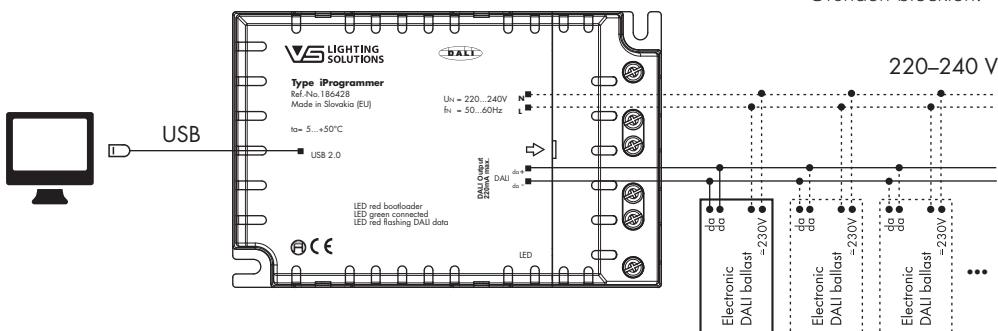 220–240 V
USB
VS LIGHTING
SOLUTIONS
DALI
Type iProgrammer
Ref.-No.186428
Made in Slovakia (EU)
ta= 5...+50°C
USB 2.0
UN = 220...240V
fN = 50...60Hz
N
L
DALI Output
220mA max.
DALI
da +
da -
LED red bootloader
LED green connected
LED red flashing DALI data
CE
LED
da
da
≂230V
Electronic
DALI ballast
da
da
≂230V
Electronic
DALI ballast
da
da
≂230V
Electronic
DALI ballast
...